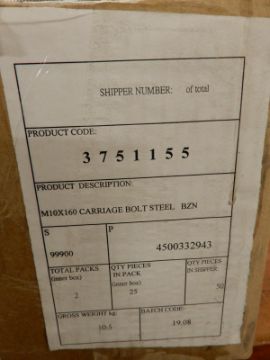 SHIPPER NUMBER: of total
PRODUCT CODE:
3751155
PRODUCT DESCRIPTION:
M10X160 CARRIAGE BOLT STEEL BZN
S P
99900 4500332943
TOTAL PACKS QTY PIECES QTY PIECES
(inner box) IN PACK IN SHIPPER
(inner box)
2 25 50
GROSS WEIGHT kg: BATCH CODE:
10.5 19.08